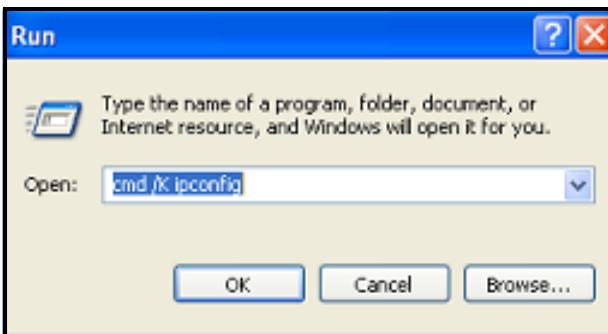 Run
Type the name of a program, folder, document, or
Internet resource, and Windows will open it for you.
Open: cmd /K ipconfig
OK Cancel Browse...